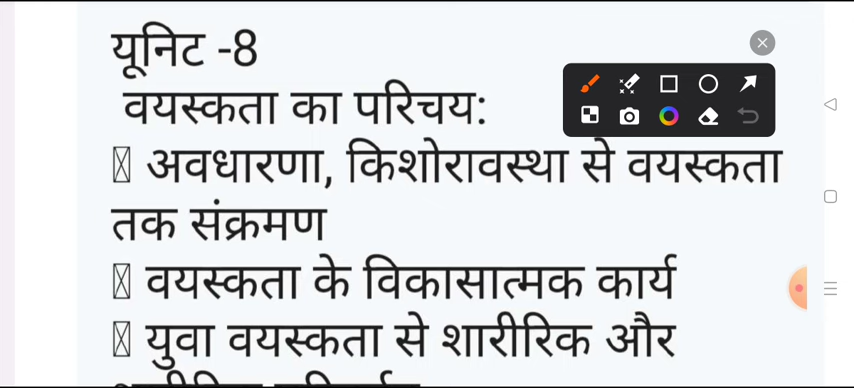 यूनिट -8
वयस्कता का परिचय:
अवधारणा, किशोरावस्था से वयस्कता
तक संक्रमण
वयस्कता के विकासात्मक कार्य
युवा वयस्कता से शारीरिक और